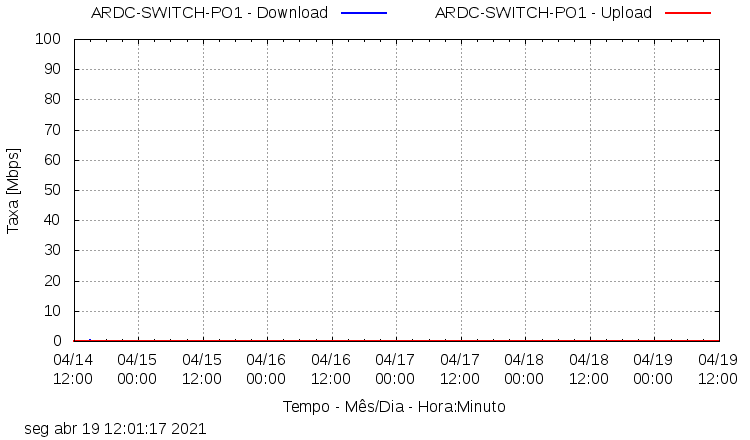 ARDC-SWITCH-PO1 - Download ARDC-SWITCH-PO1 - Upload
100
90
80
70
60
50
40
30
20
10
0
Taxa [Mbps]
04/14 04/15 04/15 04/16 04/16 04/17 04/17 04/18 04/18 04/19 04/19
12:00 00:00 12:00 00:00 12:00 00:00 12:00 00:00 12:00 00:00 12:00
Tempo - Mês/Dia - Hora:Minuto
seg abr 19 12:01:17 2021